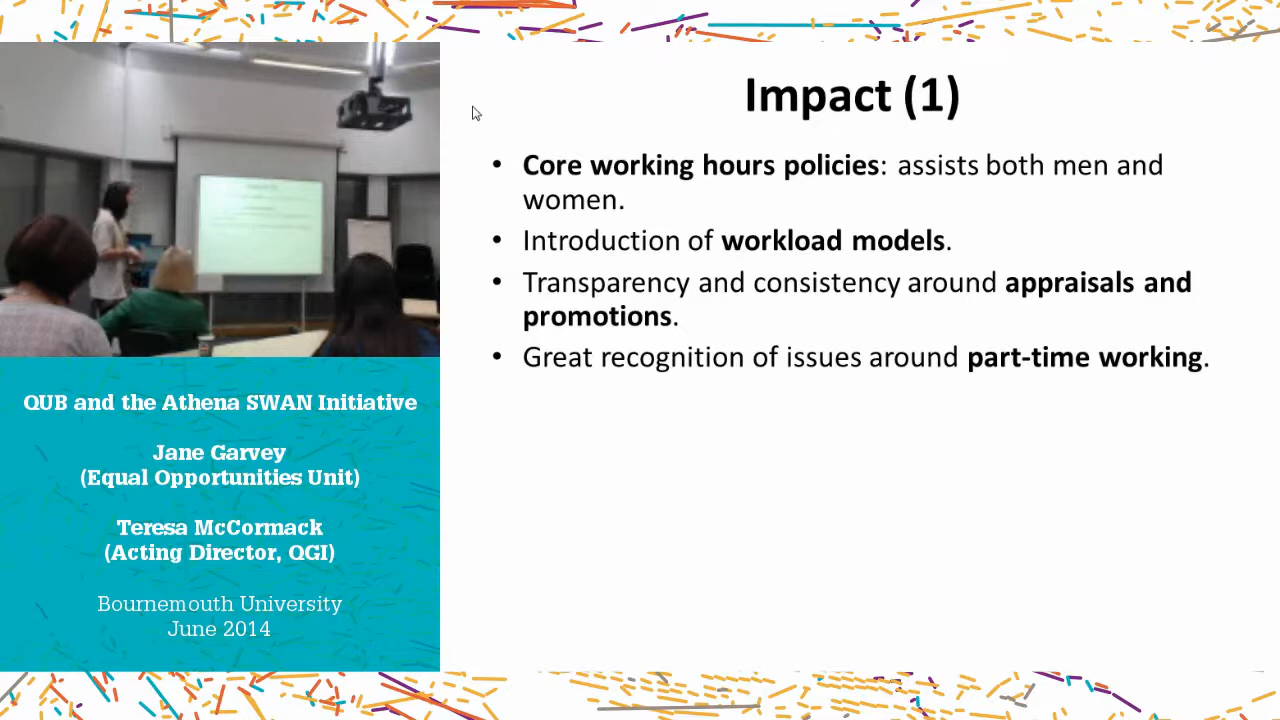 Impact (1)
• Core working hours policies: assists both men and
women.
• Introduction of workload models.
• Transparency and consistency around appraisals and
promotions.
• Great recognition of issues around part-time working.
QUB and the Athena SWAN Initiative
Jane Garvey
(Equal Opportunities Unit)
Teresa McCormack
(Acting Director, QGI)
Bournemouth University
June 2014